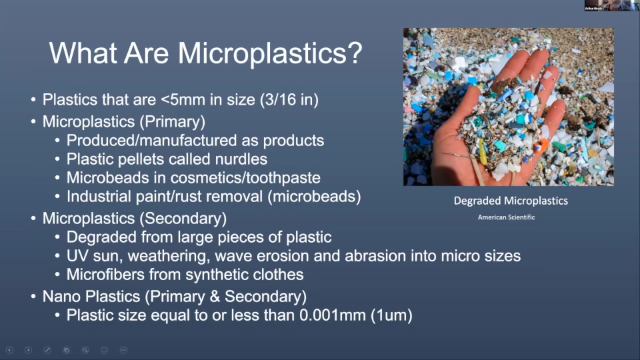 What Are Microplastics?
• Plastics that are <5mm in size (3/16 in)
• Microplastics (Primary)
• Produced/manufactured as products
• Plastic pellets called nurdles
• Microbeads in cosmetics/toothpaste
• Industrial paint/rust removal (microbeads)
• Microplastics (Secondary)
• Degraded from large pieces of plastic
• UV sun, weathering, wave erosion and abrasion into micro sizes
• Microfibers from synthetic clothes
• Nano Plastics (Primary & Secondary)
• Plastic size equal to or less than 0.001mm (1um)
Degraded Microplastics
American Scientific